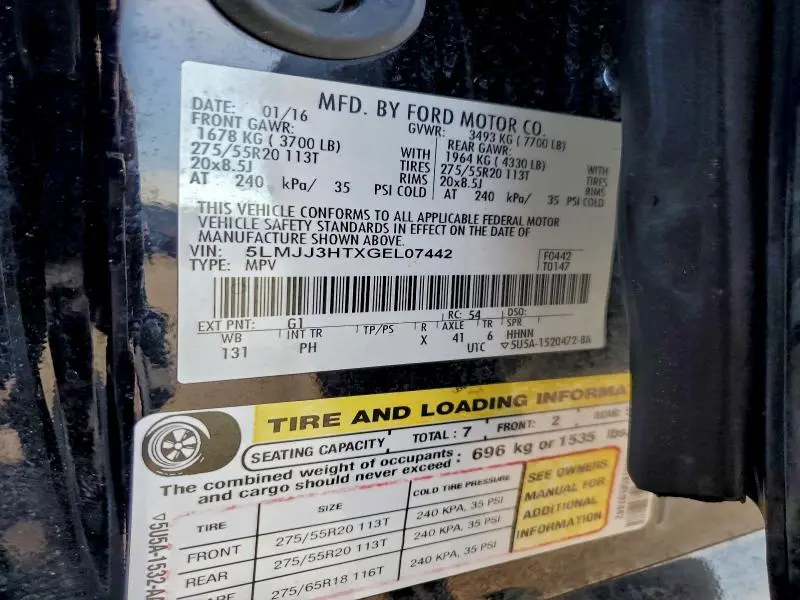 MFD. BY FORD MOTOR CO.
DATE: 01/16
GVWR: 3493 KG ( 7700 LB)
FRONT GAWR:
REAR GAWR:
1678 KG ( 3700 LB)
1964 KG ( 4330 LB)
275/55R20 113T WITH TIRES
275/55R20 113T WITH TIRES
20x8.5J RIMS
20x8.5J RIMS
AT 240 kPa/ 35 PSI COLD
AT 240 kPa/ 35 PSI COLD
THIS VEHICLE CONFORMS TO ALL APPLICABLE FEDERAL MOTOR
VEHICLE SAFETY STANDARDS IN EFFECT ON THE DATE OF
MANUFACTURE SHOWN ABOVE.
VIN: 5LMJJ3HTXGEL07442
F0442
TYPE: MPV
T0147
EXT PNT: G1 RC: 54 DSO:
WB INT TR TP/PS R AXLE TR SPR
131 PH X 41 6 HHNN
UTC ▽5U5A-1520472-BA
TIRE AND LOADING INFORMA
SEATING CAPACITY TOTAL : 7 FRONT: 2
The combined weight of occupants
and cargo should never exceed : 696 kg or 1535 lbs.
TIRE SIZE COLD TIRE PRESSURE
FRONT 275/55R20 113T 240 KPA, 35 PSI
REAR 275/55R20 113T 240 KPA, 35 PSI
275/65R18 116T 240 KPA, 35 PSI
SEE OWNERS
MANUAL FOR
ADDITIONAL
INFORMATION
▽5U5A-1532-A